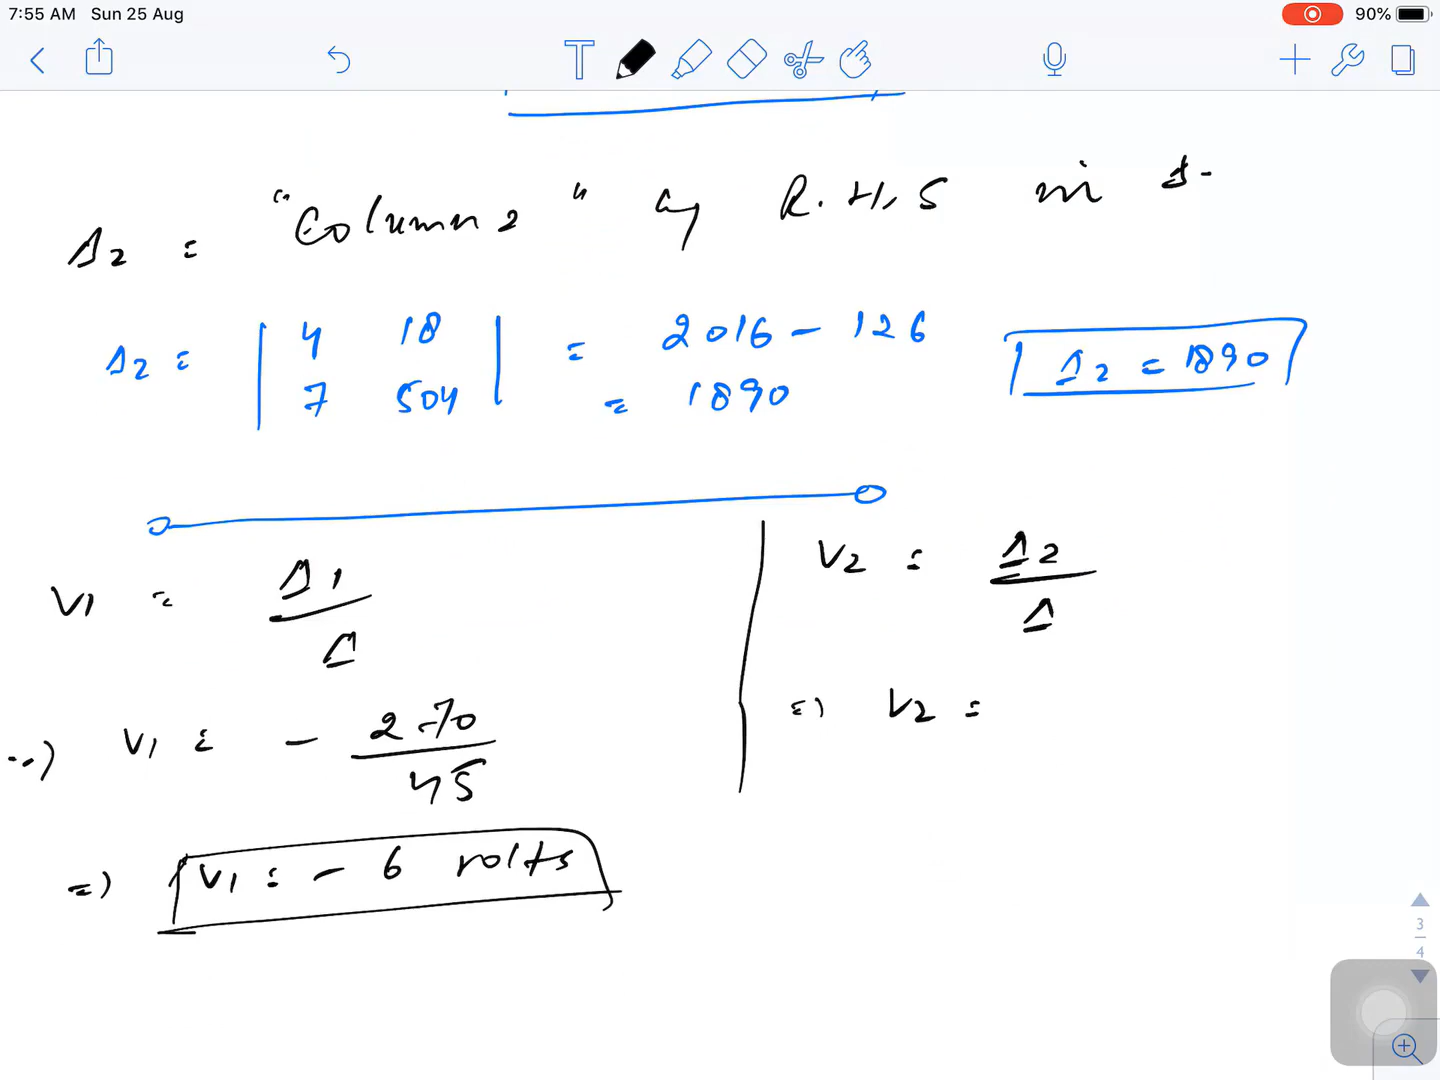 7:55 AM Sun 25 Aug 90%
T
Δ2 = "Column 2" by R.H.S in Δ.
Δ2 = | 4 18 | = 2016 - 126
| 7 504 | = 1890
Δ2 = 1890
V1 = Δ1 / Δ
V2 = Δ2 / Δ
=) V1 = - 270 / 45
=) V2 =
=) V1 = - 6 volts
3
4